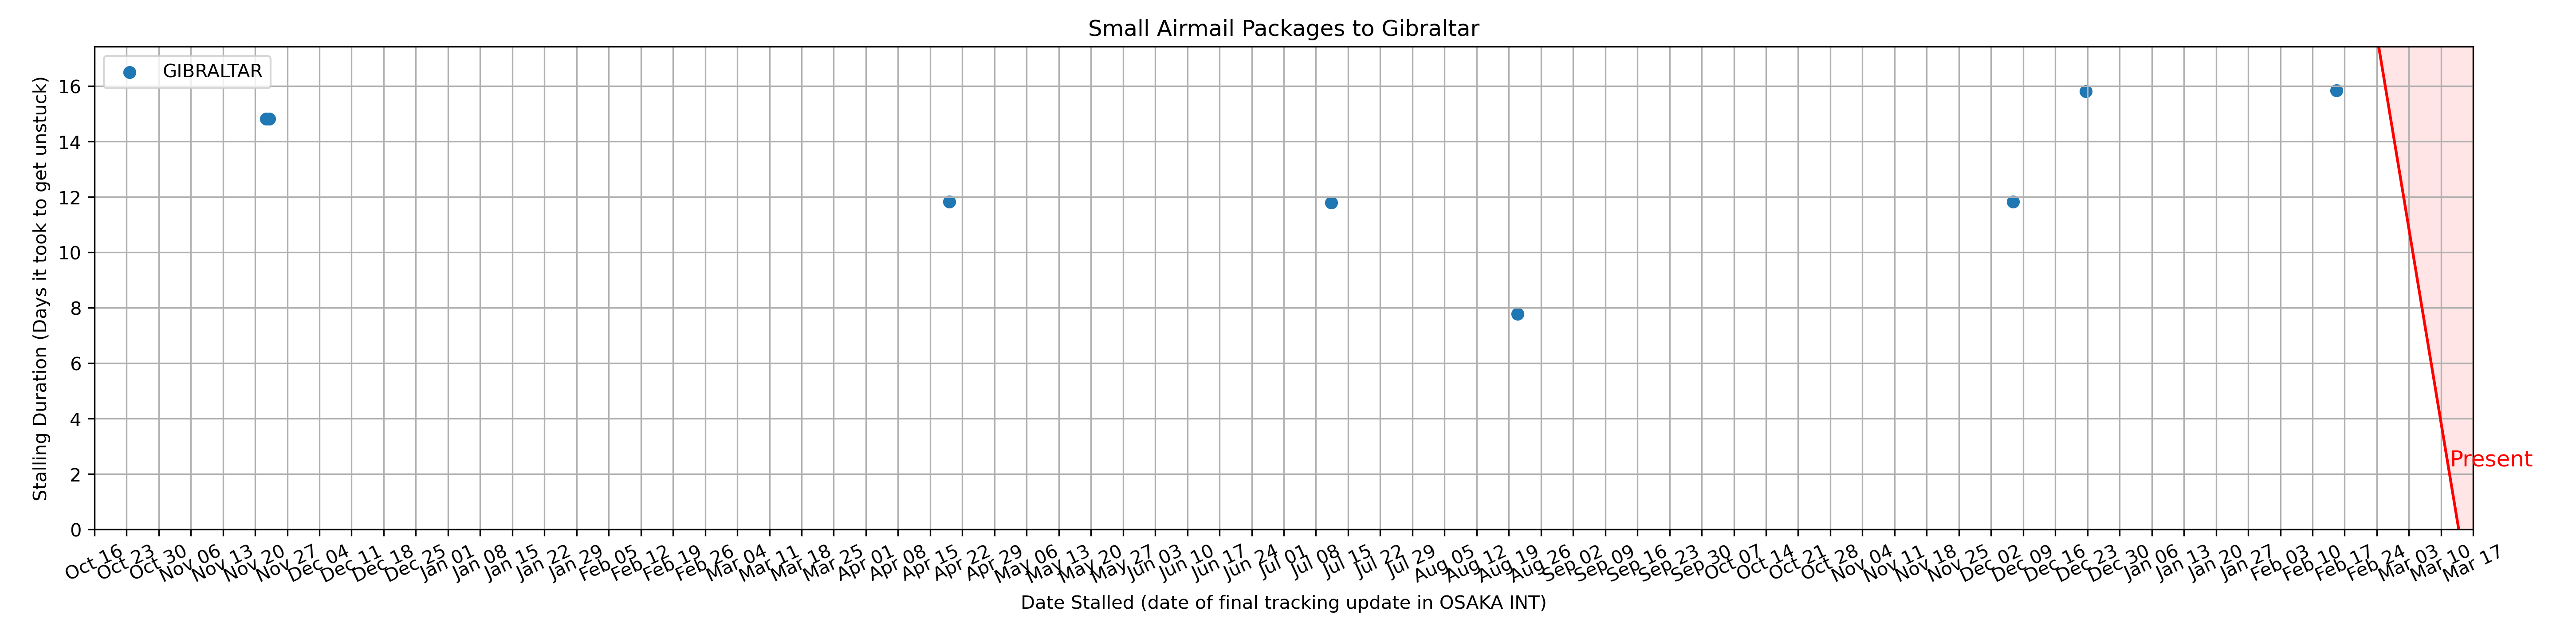 Small Airmail Packages to Gibraltar
GIBRALTAR
Stalling Duration (Days it took to get unstuck)
16
14
12
10
8
6
4
2
0
Present
Oct 16 Oct 23 Oct 30 Nov 06 Nov 13 Nov 20 Nov 27 Dec 04 Dec 11 Dec 18 Dec 25 Jan 01 Jan 08 Jan 15 Jan 22 Jan 29 Feb 05 Feb 12 Feb 19 Feb 26 Mar 04 Mar 11 Mar 18 Mar 25 Apr 01 Apr 08 Apr 15 Apr 22 Apr 29 May 06 May 13 May 20 May 27 Jun 03 Jun 10 Jun 17 Jun 24 Jul 01 Jul 08 Jul 15 Jul 22 Jul 29 Aug 05 Aug 12 Aug 19 Aug 26 Sep 02 Sep 09 Sep 16 Sep 23 Sep 30 Oct 07 Oct 14 Oct 21 Oct 28 Nov 04 Nov 11 Nov 18 Nov 25 Dec 02 Dec 09 Dec 16 Dec 23 Dec 30 Jan 06 Jan 13 Jan 20 Jan 27 Feb 03 Feb 10 Feb 17 Feb 24 Mar 03 Mar 10 Mar 17
Date Stalled (date of final tracking update in OSAKA INT)